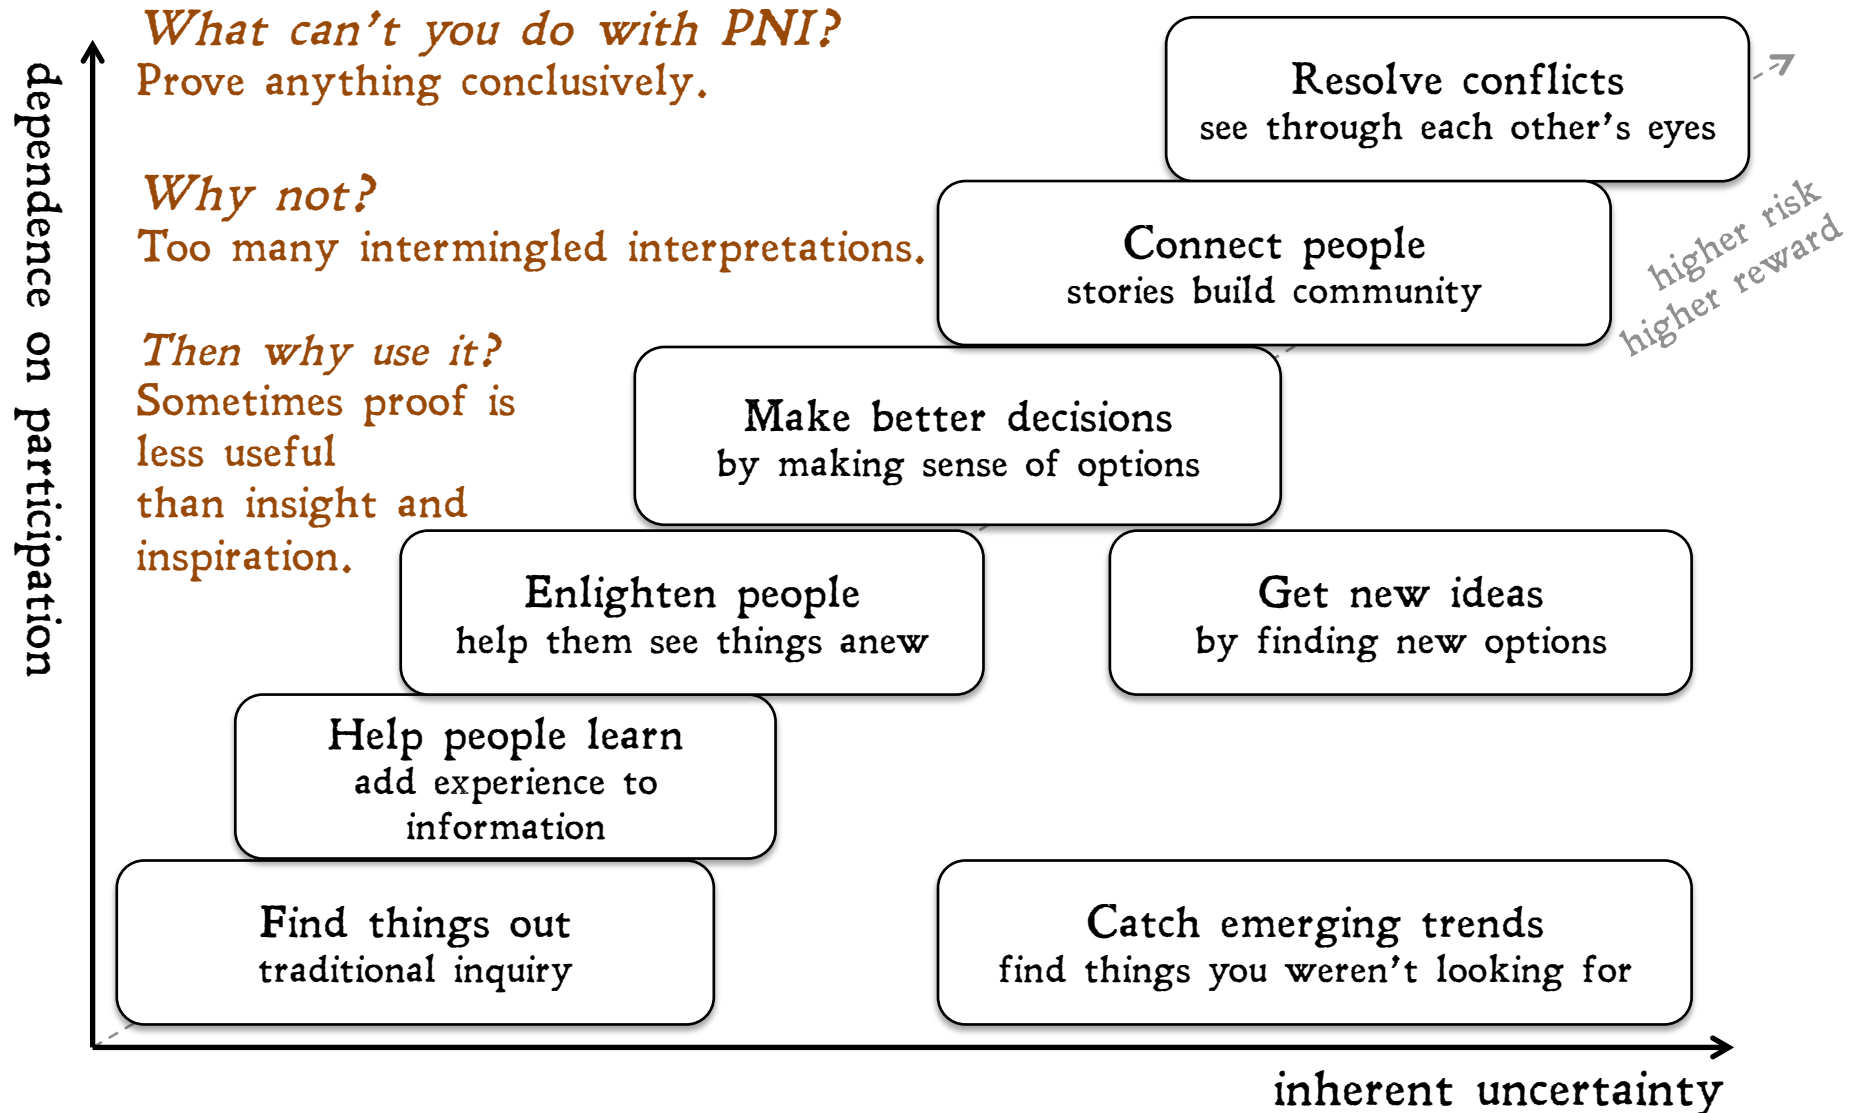 What can't you do with PNI?
Prove anything conclusively.
Why not?
Too many intermingled interpretations.
Then why use it?
Sometimes proof is
less useful
than insight and
inspiration.
dependence on participation
Resolve conflicts
see through each other's eyes
Connect people
stories build community
higher risk
higher reward
Make better decisions
by making sense of options
Enlighten people
help them see things anew
Get new ideas
by finding new options
Help people learn
add experience to
information
Find things out
traditional inquiry
Catch emerging trends
find things you weren't looking for
inherent uncertainty